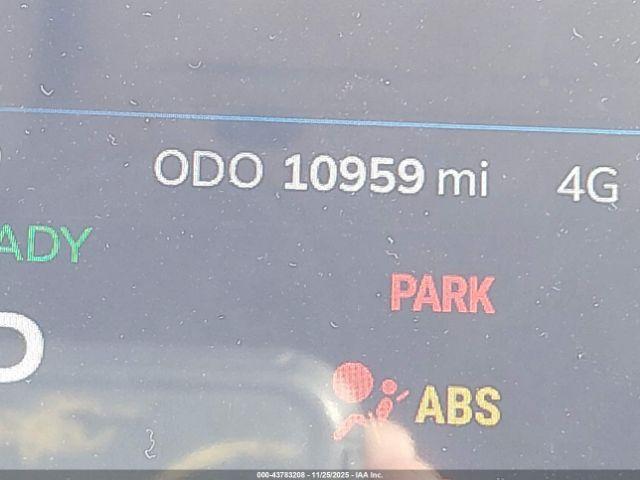 ODO 10959 mi 4G
ADY
PARK
ABS
000-43783208 - 11/25/2025 - IAA Inc.